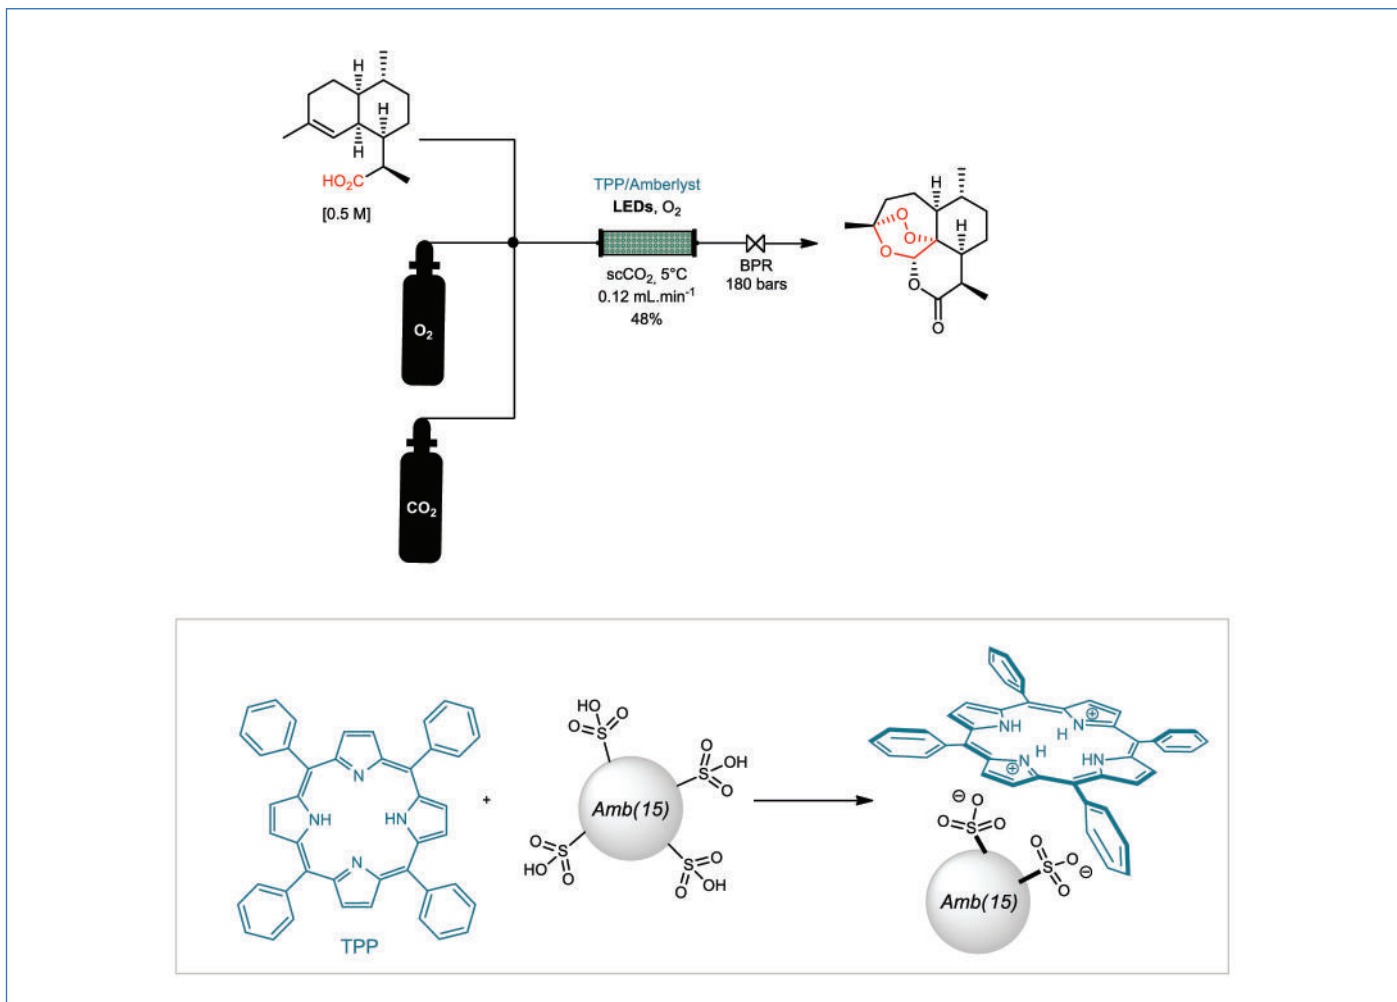 H
H
H
HO₂C
[0.5 M]
O₂
CO₂
TPP/Amberlyst
LEDs, O₂
scCO₂, 5°C
0.12 mL.min⁻¹
48%
BPR
180 bars
H
O
O
H
O
O
O
N
NH
HN
N
TPP
+
HO
O
S
O
O
S
OH
O
O
S
HO
O
O
S
O
OH
Amb(15)
NH
N
⊕
H
H
N
⊕
HN
⊖
O
O
S
O
O
S
O
⊖
O
Amb(15)